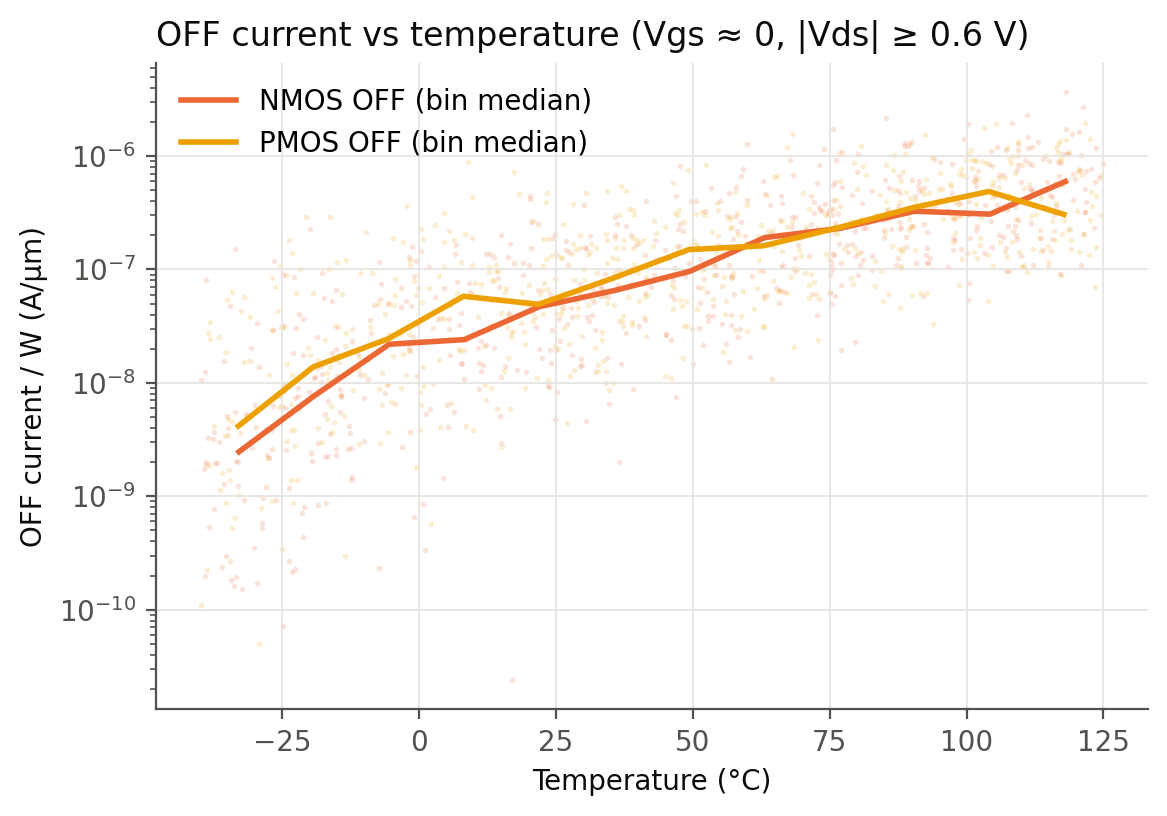 OFF current vs temperature (Vgs ≈ 0, |Vds| ≥ 0.6 V)
NMOS OFF (bin median)
PMOS OFF (bin median)
OFF current / W (A/µm)
10⁻⁶
10⁻⁷
10⁻⁸
10⁻⁹
10⁻¹⁰
−25 0 25 50 75 100 125
Temperature (°C)